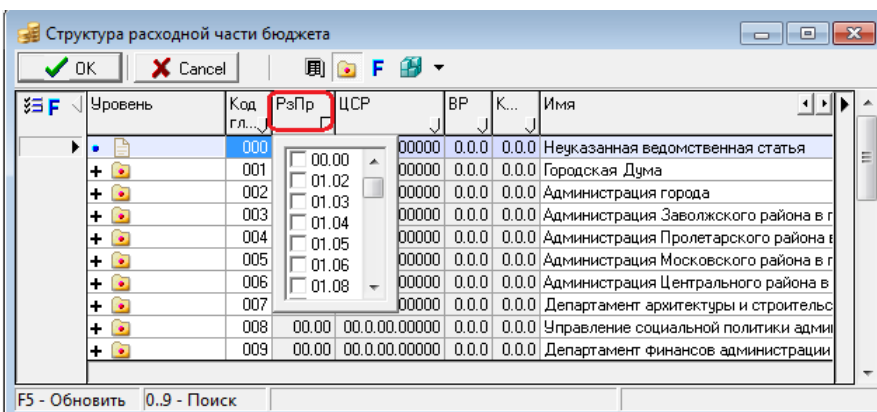 Структура расходной части бюджета
OK Cancel F
F Уровень Код гл... РзПр ЦСР ВР К... Имя
000 00000 0.0.0 0.0.0 Неуказанная ведомственная статья
001 00000 0.0.0 0.0.0 Городская Дума
002 00000 0.0.0 0.0.0 Администрация города
003 00000 0.0.0 0.0.0 Администрация Заволжского района в г
004 00000 0.0.0 0.0.0 Администрация Пролетарского района в
005 00000 0.0.0 0.0.0 Администрация Московского района в г
006 00000 0.0.0 0.0.0 Администрация Центрального района в
007 00000 0.0.0 0.0.0 Департамент архитектуры и строительс
008 00.00 00.0.00.00000 0.0.0 0.0.0 Управление социальной политики адми
009 00.00 00.0.00.00000 0.0.0 0.0.0 Департамент финансов администрации
00.00
01.02
01.03
01.04
01.05
01.06
01.08
F5 - Обновить 0..9 - Поиск